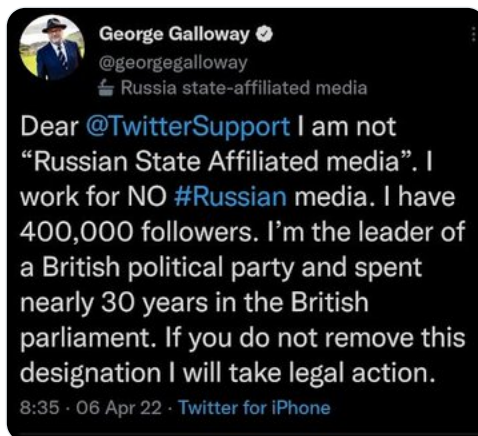 George Galloway
@georgegalloway
Russia state-affiliated media
Dear @TwitterSupport I am not
“Russian State Affiliated media”. I
work for NO #Russian media. I have
400,000 followers. I’m the leader of
a British political party and spent
nearly 30 years in the British
parliament. If you do not remove this
designation I will take legal action.
8:35 · 06 Apr 22 · Twitter for iPhone